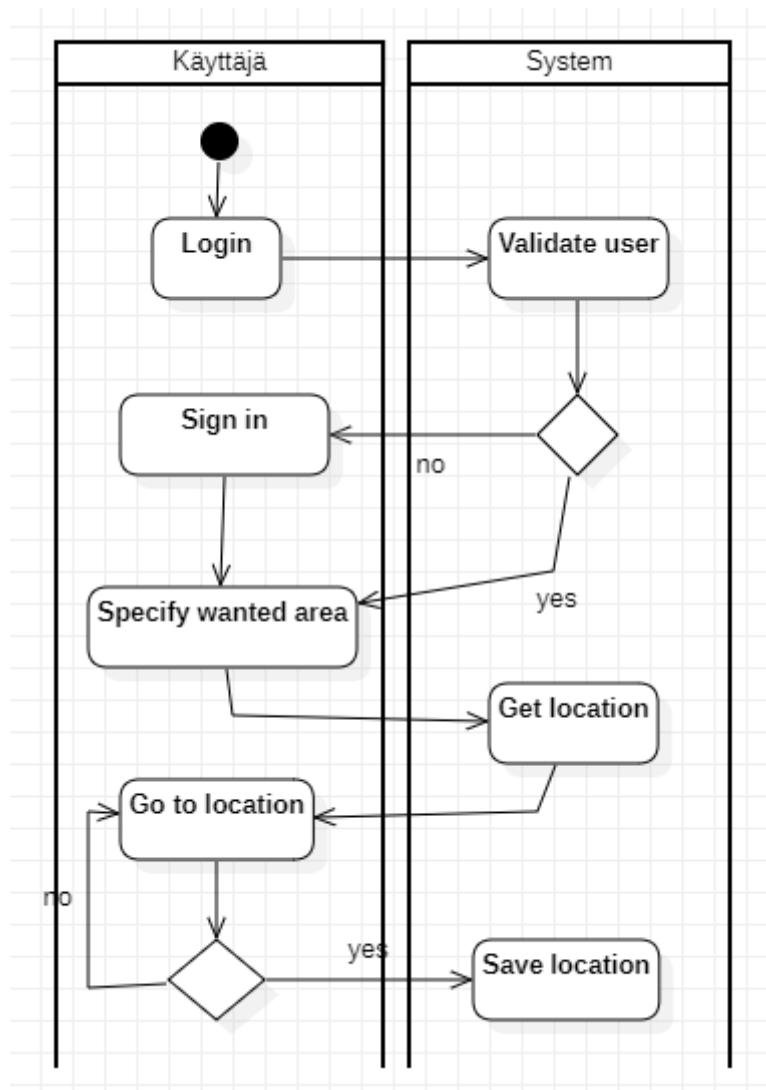 Käyttäjä
System
Login
Validate user
Sign in
no
Specify wanted area
yes
Get location
Go to location
no
yes
Save location